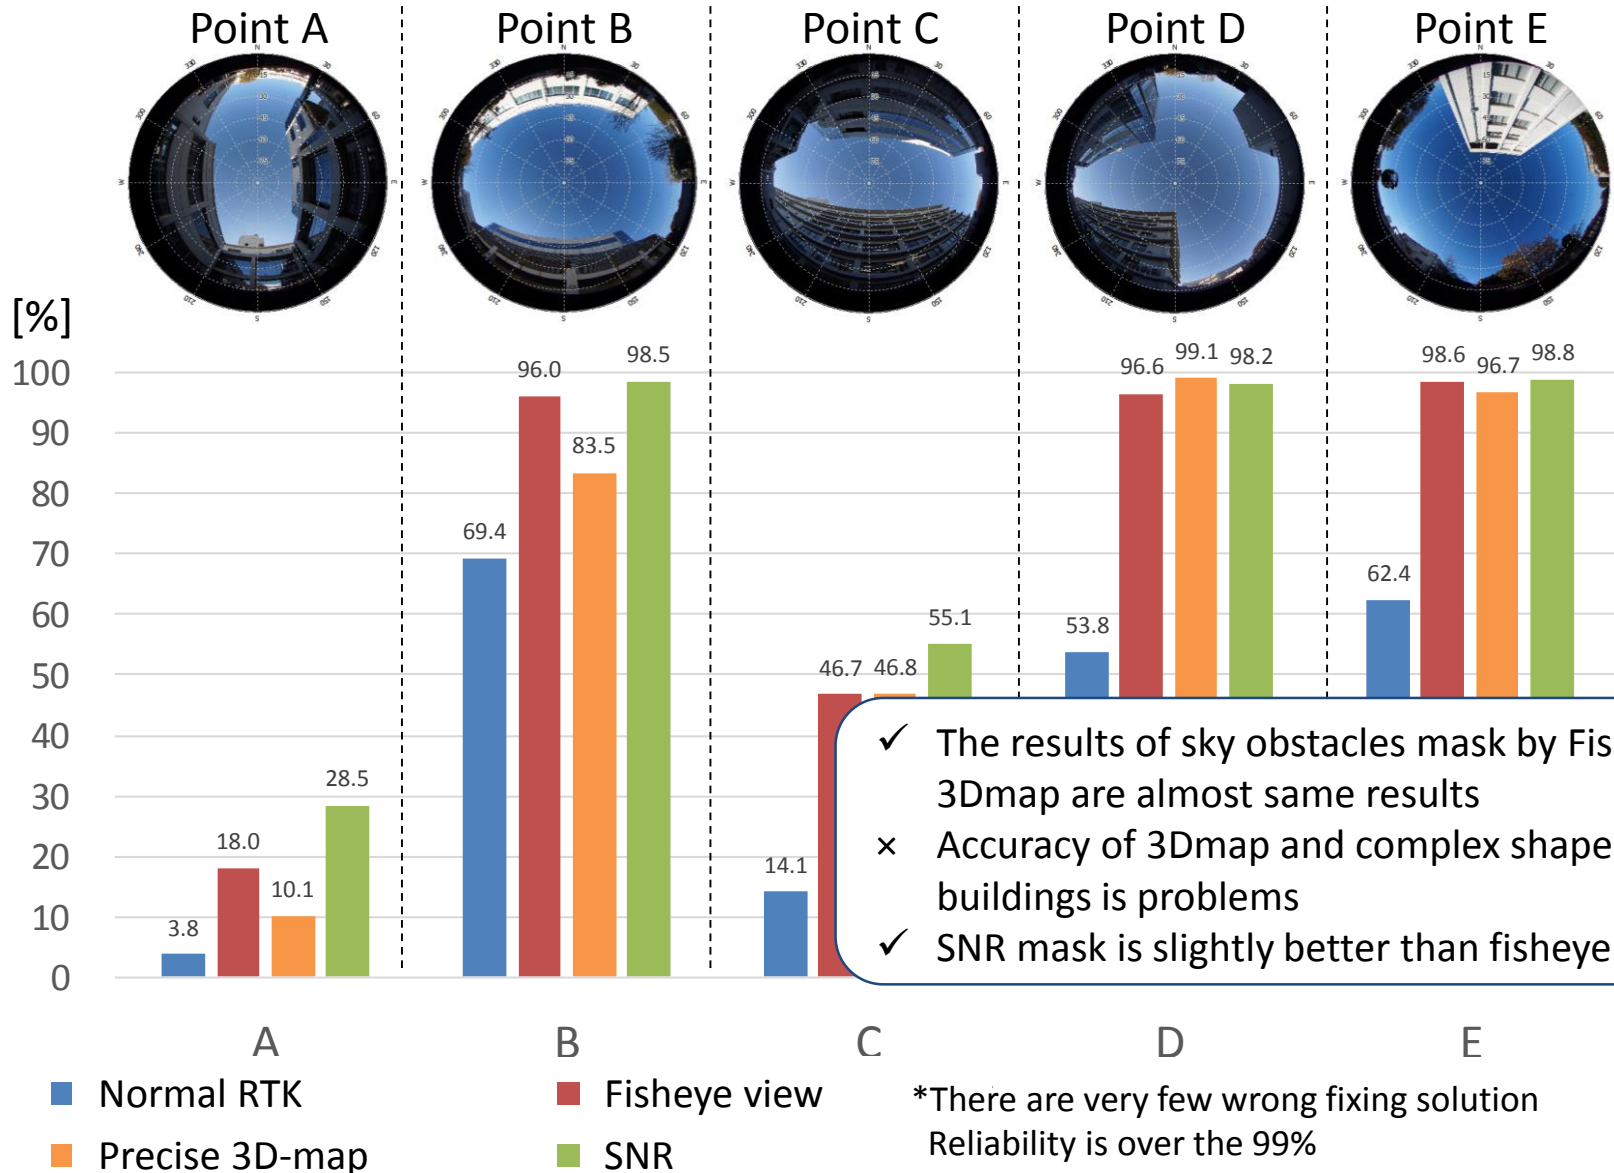 Point A
Point B
Point C
Point D
Point E
[%]
100
90
80
70
60
50
40
30
20
10
0
3.8
18.0
10.1
28.5
69.4
96.0
83.5
98.5
14.1
46.7
46.8
55.1
53.8
96.6
99.1
98.2
62.4
98.6
96.7
98.8
✓ The results of sky obstacles mask by Fis
3Dmap are almost same results
× Accuracy of 3Dmap and complex shape
buildings is problems
✓ SNR mask is slightly better than fisheye
A
B
C
D
E
Normal RTK
Fisheye view
Precise 3D-map
SNR
*There are very few wrong fixing solution
Reliability is over the 99%